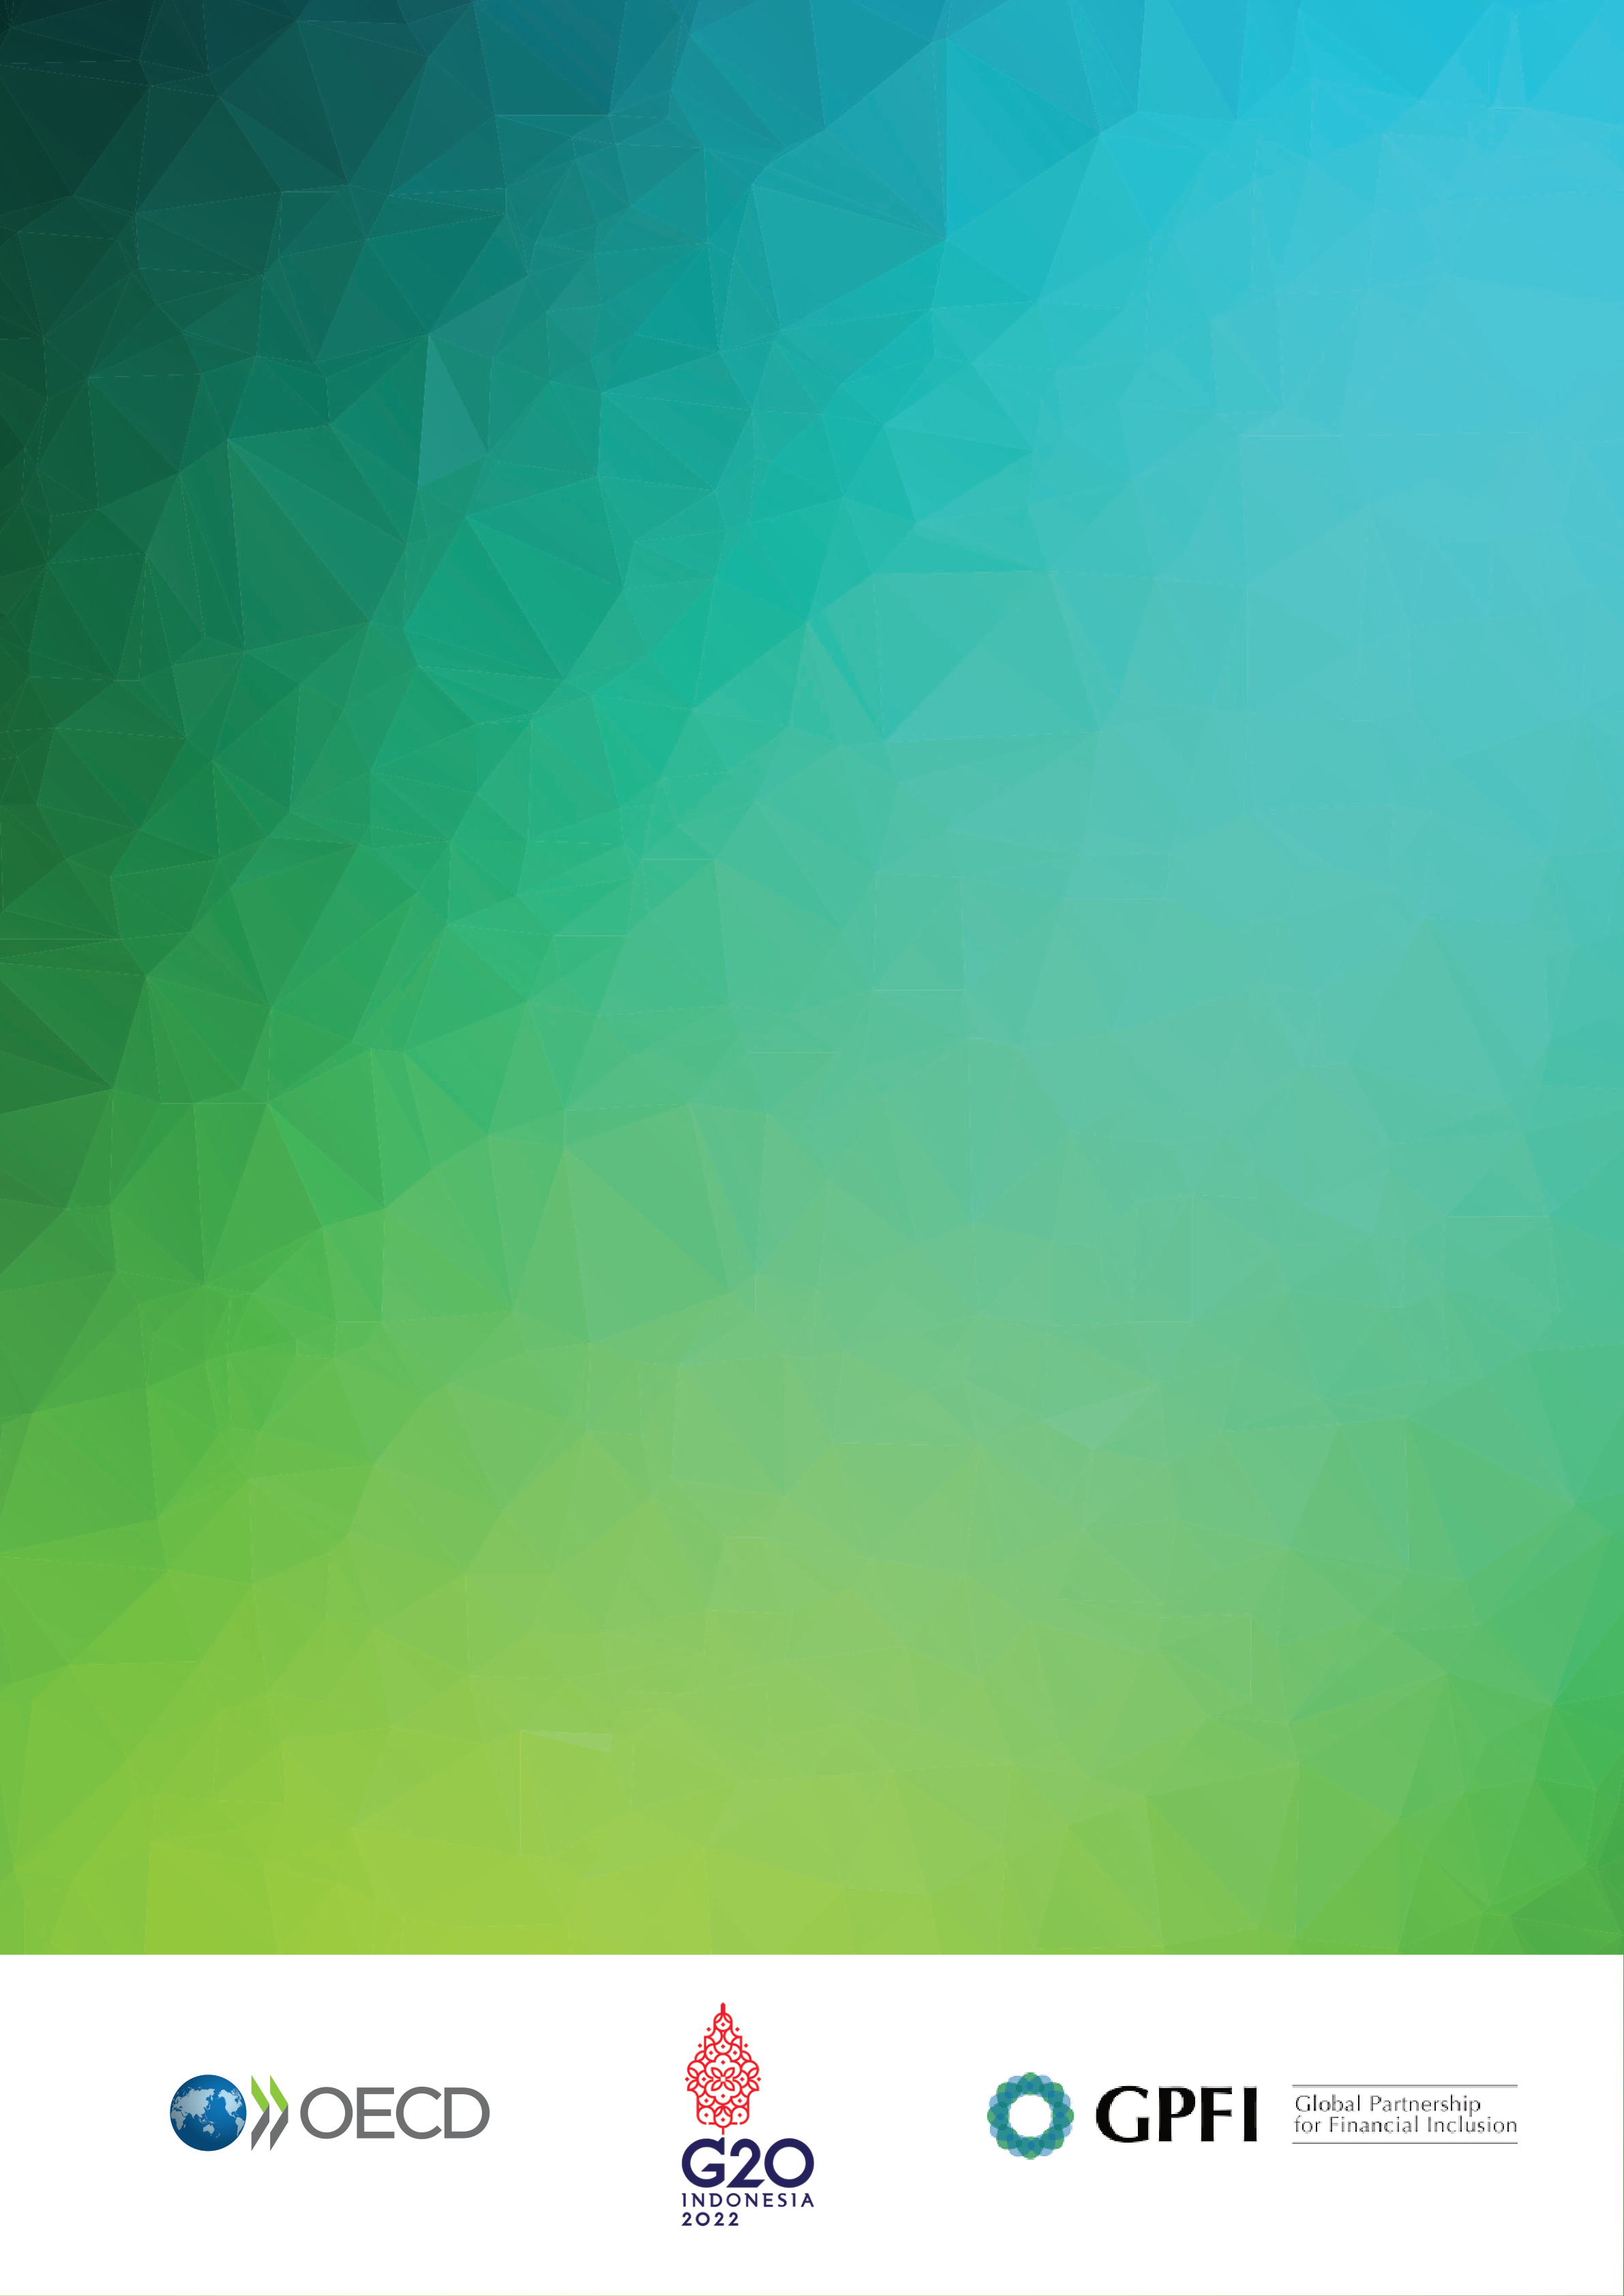 OECD
G20
INDONESIA
2022
GPFI
Global Partnership
for Financial Inclusion